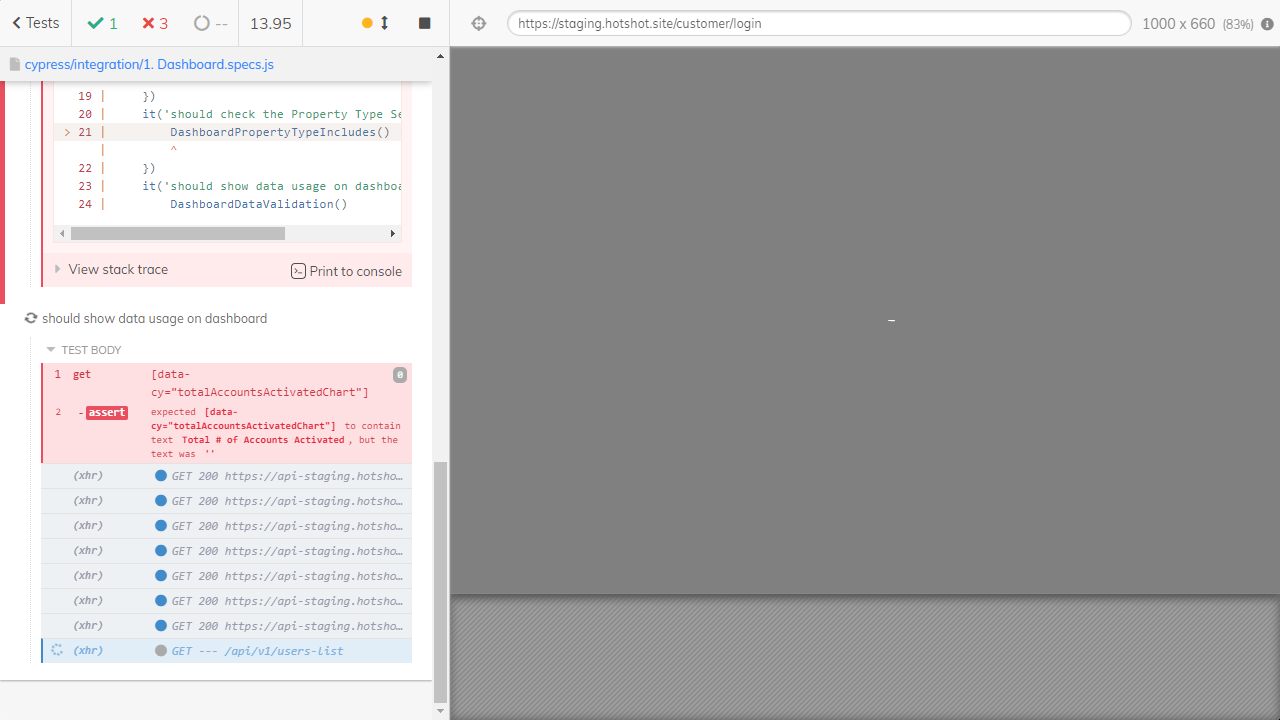 Tests 1 3 -- 13.95 https://staging.hotshot.site/customer/login 1000 x 660 (83%)
cypress/integration/1. Dashboard.specs.js
19 | })
20 | it('should check the Property Type Se
> 21 | DashboardPropertyTypeIncludes()
| ^
22 | })
23 | it('should show data usage on dashboa
24 | DashboardDataValidation()
View stack trace Print to console
should show data usage on dashboard
TEST BODY
1 get [data-
cy="totalAccountsActivatedChart"] 0
2 -assert expected [data-
cy="totalAccountsActivatedChart"] to contain
text Total # of Accounts Activated, but the
text was ''
(xhr) GET 200 https://api-staging.hotsho…
(xhr) GET 200 https://api-staging.hotsho…
(xhr) GET 200 https://api-staging.hotsho…
(xhr) GET 200 https://api-staging.hotsho…
(xhr) GET 200 https://api-staging.hotsho…
(xhr) GET 200 https://api-staging.hotsho…
(xhr) GET 200 https://api-staging.hotsho…
(xhr) GET --- /api/v1/users-list